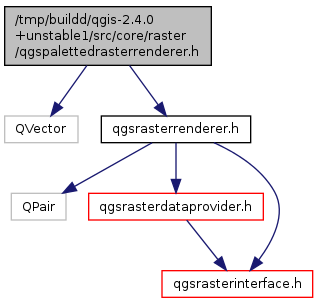 /tmp/buildd/qgis-2.4.0
+unstable1/src/core/raster
/qgspalettedrasterrenderer.h
QVector
qgsrasterrenderer.h
QPair
qgsrasterdataprovider.h
qgsrasterinterface.h